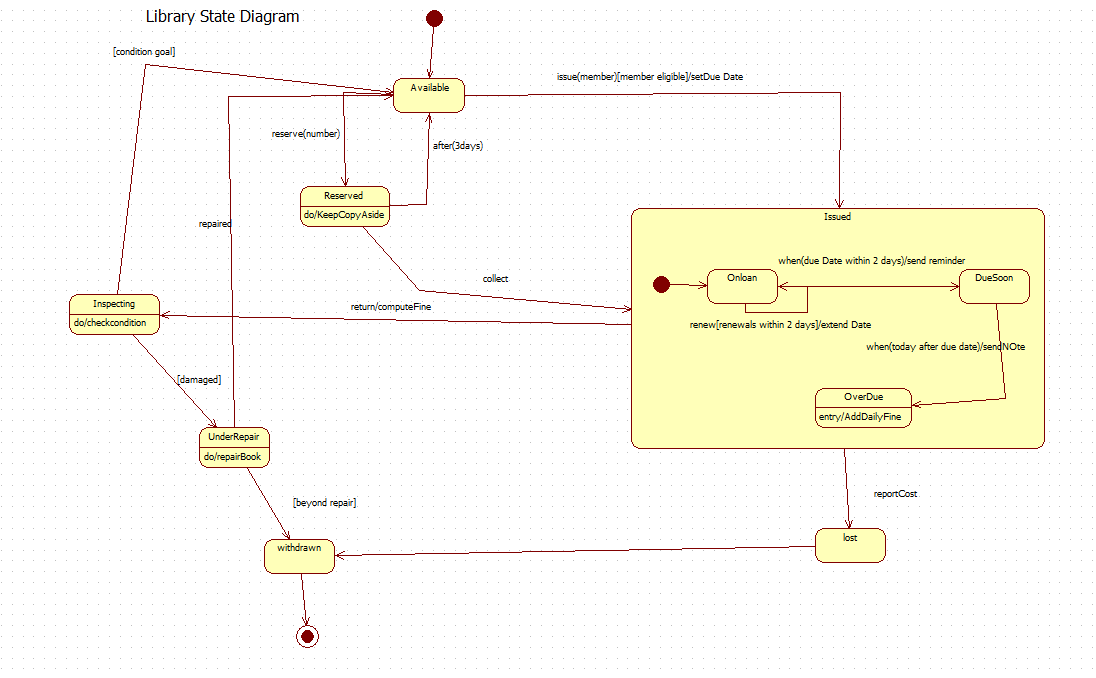 Library State Diagram
[condition goal]
issue(member)[member eligible]/setDue Date
Available
reserve(number)
after(3days)
Reserved
do/KeepCopyAside
Issued
repaired
when(due Date within 2 days)/send reminder
collect
Onloan
DueSoon
Inspecting
do/checkcondition
return/computeFine
renew[renewals within 2 days]/extend Date
when(today after due date)/sendNOte
[damaged]
OverDue
entry/AddDailyFine
UnderRepair
do/repairBook
[beyond repair]
reportCost
lost
withdrawn